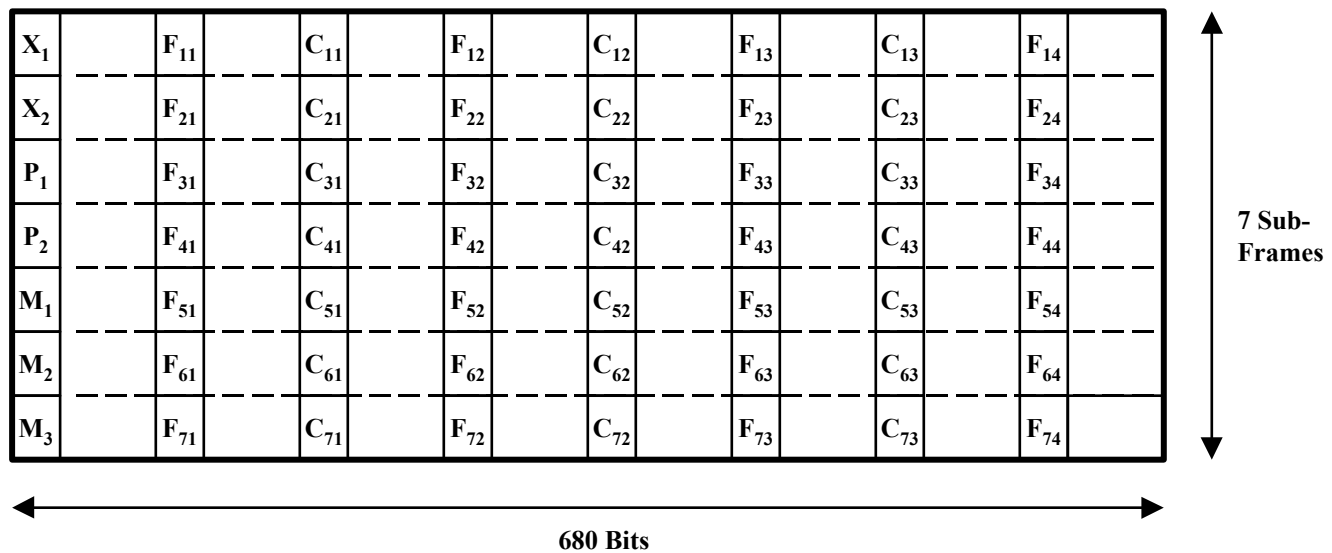 X₁ F₁₁ C₁₁ F₁₂ C₁₂ F₁₃ C₁₃ F₁₄
X₂ F₂₁ C₂₁ F₂₂ C₂₂ F₂₃ C₂₃ F₂₄
P₁ F₃₁ C₃₁ F₃₂ C₃₂ F₃₃ C₃₃ F₃₄
P₂ F₄₁ C₄₁ F₄₂ C₄₂ F₄₃ C₄₃ F₄₄
M₁ F₅₁ C₅₁ F₅₂ C₅₂ F₅₃ C₅₃ F₅₄
M₂ F₆₁ C₆₁ F₆₂ C₆₂ F₆₃ C₆₃ F₆₄
M₃ F₇₁ C₇₁ F₇₂ C₇₂ F₇₃ C₇₃ F₇₄
7 Sub-
Frames
680 Bits